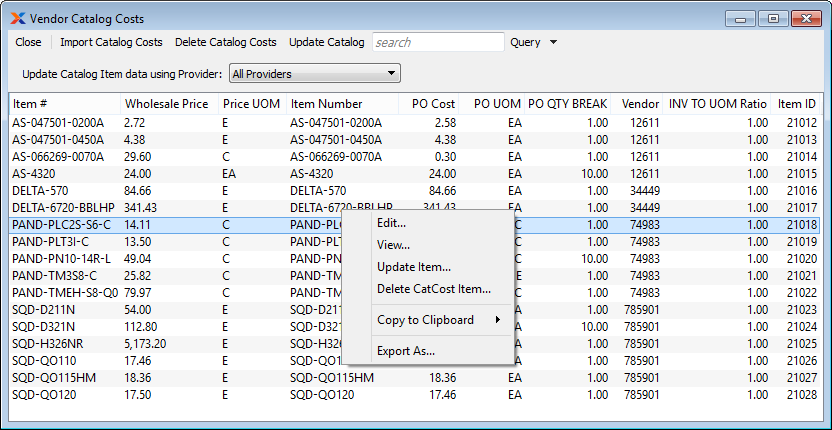 Vendor Catalog Costs
Close Import Catalog Costs Delete Catalog Costs Update Catalog search Query
Update Catalog Item data using Provider: All Providers
Item # Wholesale Price Price UOM Item Number PO Cost PO UOM PO QTY BREAK Vendor INV TO UOM Ratio Item ID
AS-047501-0200A 2.72 E AS-047501-0200A 2.58 EA 1.00 12611 1.00 21012
AS-047501-0450A 4.38 E AS-047501-0450A 4.38 EA 1.00 12611 1.00 21013
AS-066269-0070A 29.60 C AS-066269-0070A 0.30 EA 1.00 12611 1.00 21014
AS-4320 24.00 EA AS-4320 24.00 EA 10.00 12611 1.00 21015
DELTA-570 84.66 E DELTA-570 84.66 EA 1.00 34449 1.00 21016
DELTA-6720-BBLHP 341.43 E DELTA-6720-BBLHP 341.43 EA 1.00 34449 1.00 21017
PAND-PLC2S-S6-C 14.11 C PAND-PLC C 1.00 74983 1.00 21018
PAND-PLT3I-C 13.50 C PAND-PLT C 1.00 74983 1.00 21019
PAND-PN10-14R-L 49.04 C PAND-PN1 C 10.00 74983 1.00 21020
PAND-TM3S8-C 25.82 C PAND-TM3 E 1.00 74983 1.00 21021
PAND-TMEH-S8-Q0 79.97 C PAND-TM C 1.00 74983 1.00 21022
SQD-D211N 54.00 E SQD-D211 A 1.00 785901 1.00 21023
SQD-D321N 112.80 E SQD-D321 A 10.00 785901 1.00 21024
SQD-H326NR 5,173.20 E SQD-H326 A 1.00 785901 1.00 21025
SQD-QO110 17.46 E SQD-QO11 A 1.00 785901 1.00 21026
SQD-QO115HM 18.36 E SQD-QO115HM 18.36 EA 1.00 785901 1.00 21027
SQD-QO120 17.50 E SQD-QO120 17.46 EA 1.00 785901 1.00 21028
Edit...
View...
Update Item...
Delete CatCost Item...
Copy to Clipboard
Export As...